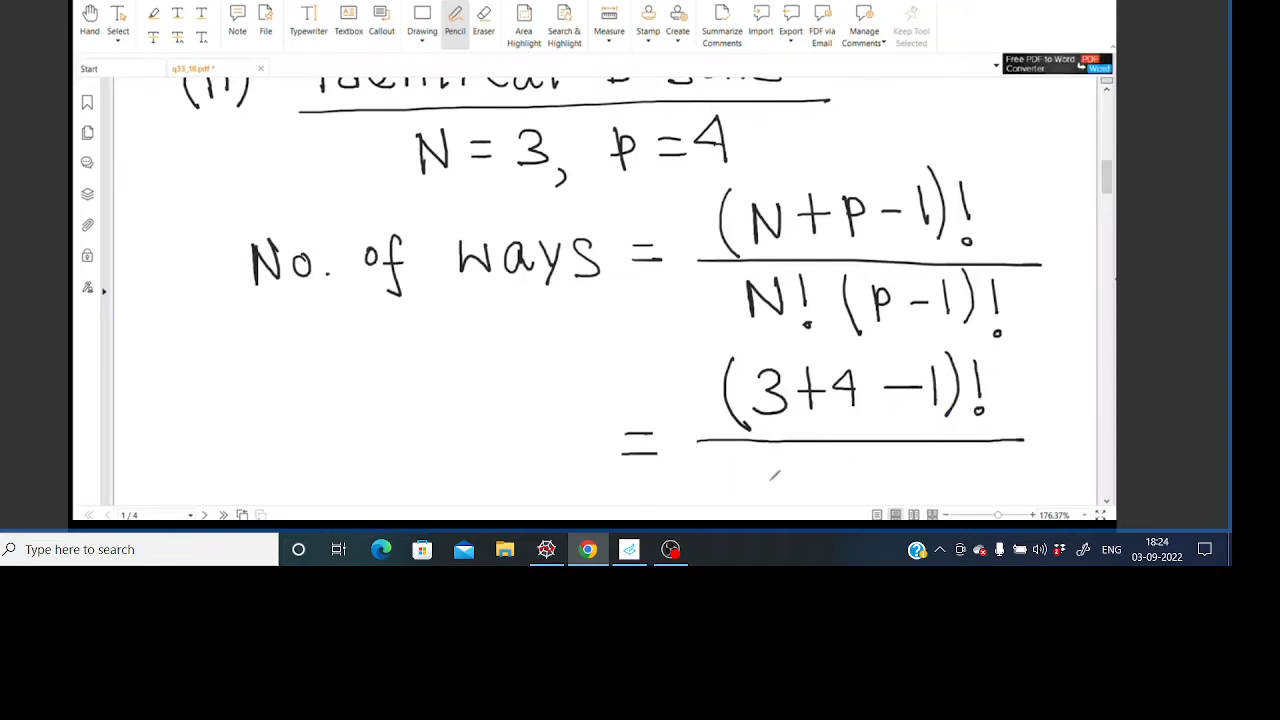 Hand Select Note File Typewriter Textbox Callout Drawing Pencil Eraser Area Highlight Search & Highlight Measure Stamp Create Summarize Comments Import Export FDF via Email Manage Comments Keep Tool Selected
Start q33_18.pdf * Free PDF to Word Converter PDF Word
(ii)
N = 3, p = 4
No. of ways = (N+p-1)! / N! (p-1)!
= (3+4-1)!
1 / 4 176.37%
Type here to search ENG 18:24 03-09-2022